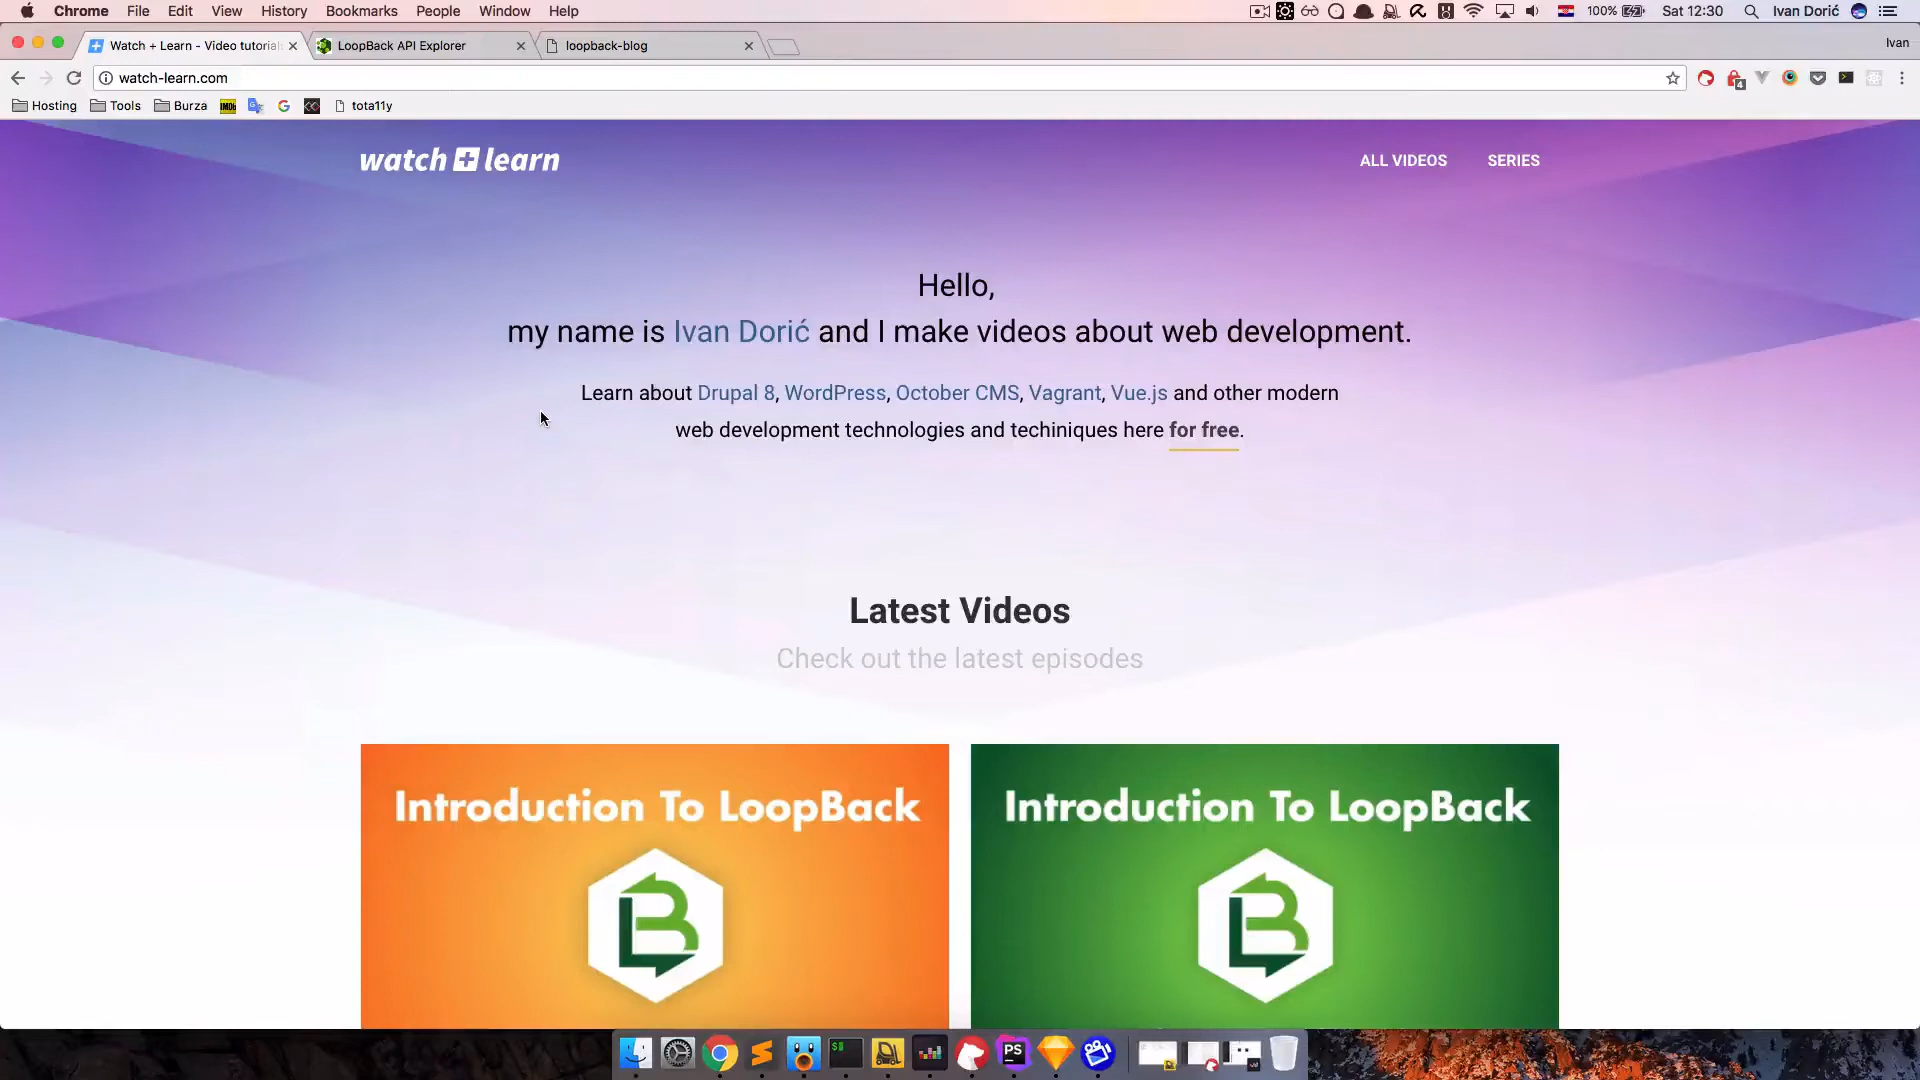 Chrome File Edit View History Bookmarks People Window Help 100% Sat 12:30 Ivan Dorić
Watch + Learn - Video tutorial LoopBack API Explorer loopback-blog Ivan
watch-learn.com 4
Hosting Tools Burza IMDb tota11y
watch + learn ALL VIDEOS SERIES
Hello,
my name is Ivan Dorić and I make videos about web development.
Learn about Drupal 8, WordPress, October CMS, Vagrant, Vue.js and other modern
web development technologies and techiniques here for free.
Latest Videos
Check out the latest episodes
Introduction To LoopBack Introduction To LoopBack
PS